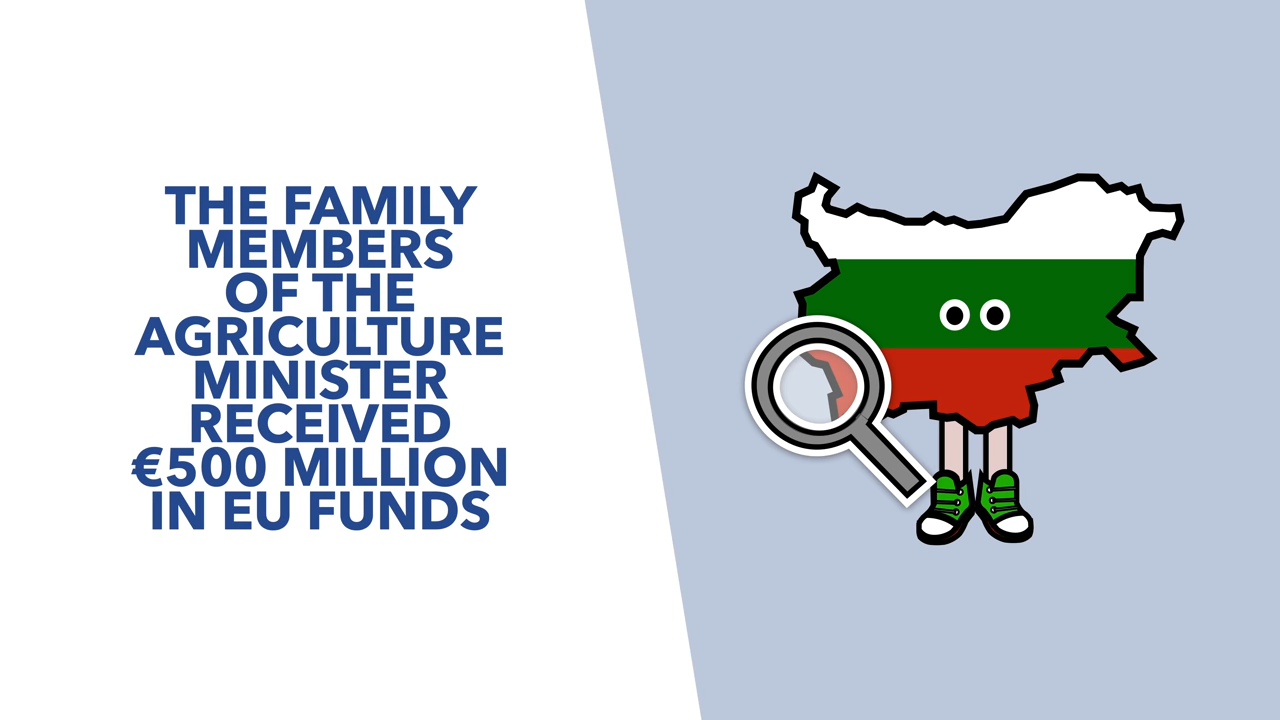 THE FAMILY
MEMBERS
OF THE
AGRICULTURE
MINISTER
RECEIVED
€500 MILLION
IN EU FUNDS